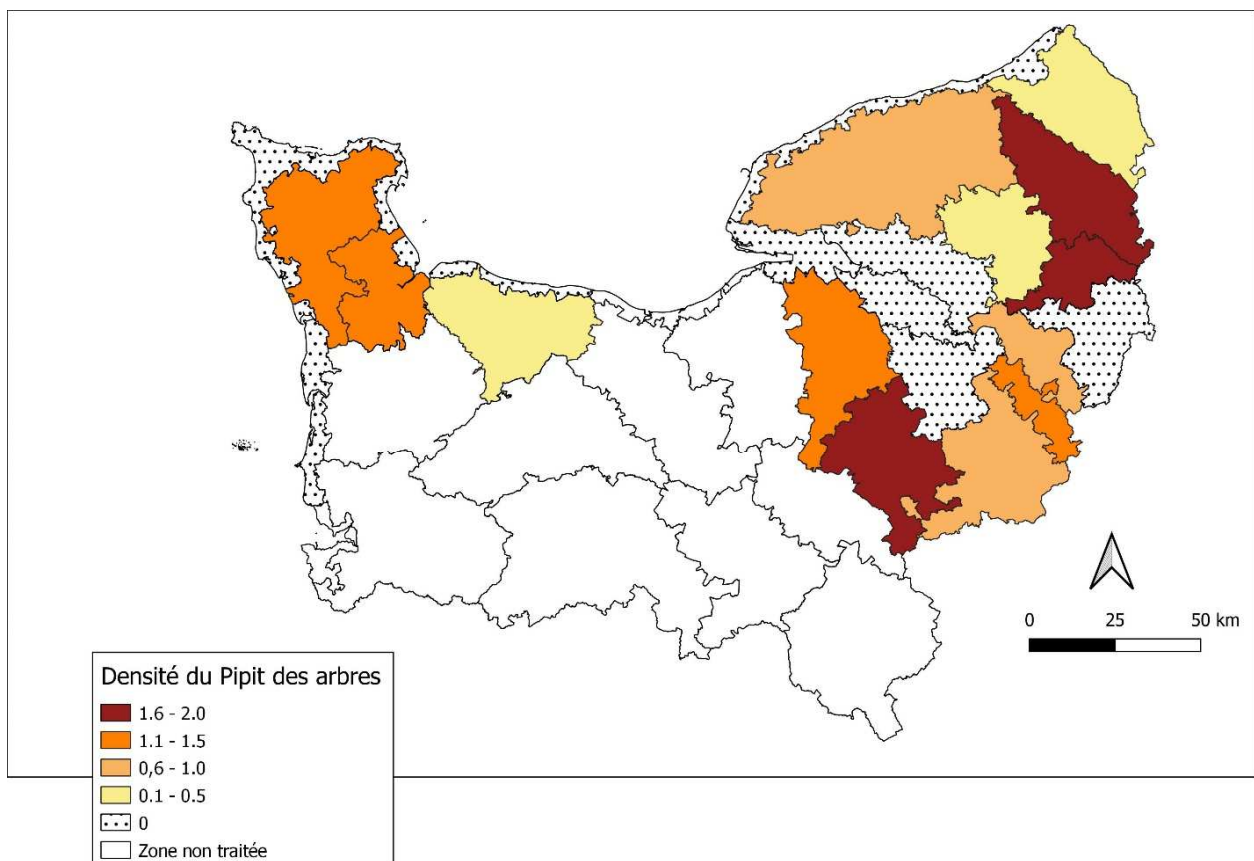 0 25 50 km
Densité du Pipit des arbres
1.6 - 2.0
1.1 - 1.5
0,6 - 1.0
0.1 - 0.5
0
Zone non traitée